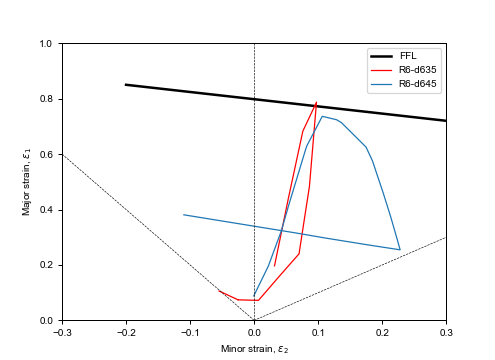 1.0
0.8
0.6
0.4
0.2
0.0
Major strain, ε1
−0.3 −0.2 −0.1 0.0 0.1 0.2 0.3
Minor strain, ε2
FFL
R6-d635
R6-d645